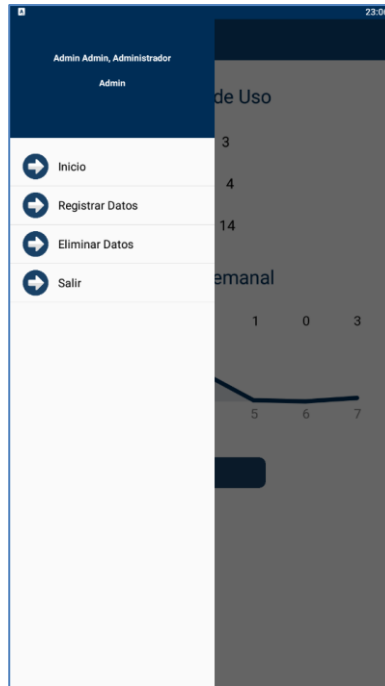 23:00
Admin Admin, Administrador
Admin
de Uso
3
Inicio
4
Registrar Datos
14
Eliminar Datos
Salir
emanal
1 0 3
5 6 7